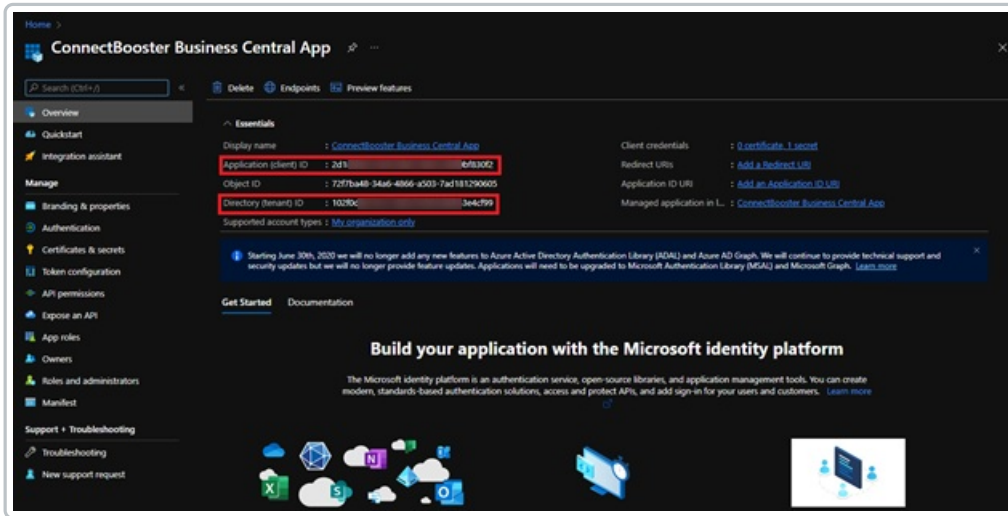 Home >
ConnectBooster Business Central App
Search (Ctrl+/)
Delete Endpoints Preview features
Overview
Quickstart
Integration assistant
Manage
Branding & properties
Authentication
Certificates & secrets
Token configuration
API permissions
Expose an API
App roles
Owners
Roles and administrators
Manifest
Support + Troubleshooting
Troubleshooting
New support request
Essentials
Display name : ConnectBooster Business Central App
Application (client) ID : 2d1
Object ID : 72f7ba48-34a6-4866-a503-7ad181290605
Directory (tenant) ID : 102f0c 3e4cf99
Supported account types : My organization only
Client credentials : 0 certificate, 1 secret
Redirect URIs : Add a Redirect URI
Application ID URI : Add an Application ID URI
Managed application in l... : ConnectBooster Business Central App
Starting June 30th, 2020 we will no longer add any new features to Azure Active Directory Authentication Library (ADAL) and Azure AD Graph. We will continue to provide technical support and
security updates but we will no longer provide feature updates. Applications will need to be upgraded to Microsoft Authentication Library (MSAL) and Microsoft Graph. Learn more
Get Started Documentation
Build your application with the Microsoft identity platform
The Microsoft identity platform is an authentication service, open-source libraries, and application management tools. You can create
modern, standards-based authentication solutions, access and protect APIs, and add sign-in for your users and customers. Learn more